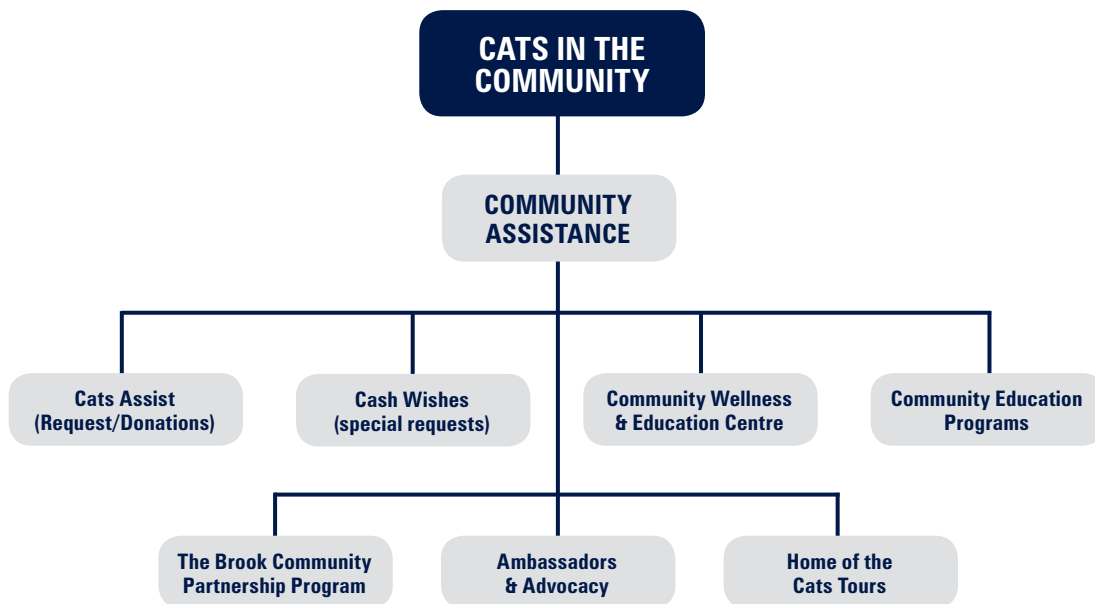 CATS IN THE
COMMUNITY
COMMUNITY
ASSISTANCE
Cats Assist
(Request/Donations)
Cash Wishes
(special requests)
Community Wellness
& Education Centre
Community Education
Programs
The Brook Community
Partnership Program
Ambassadors
& Advocacy
Home of the
Cats Tours